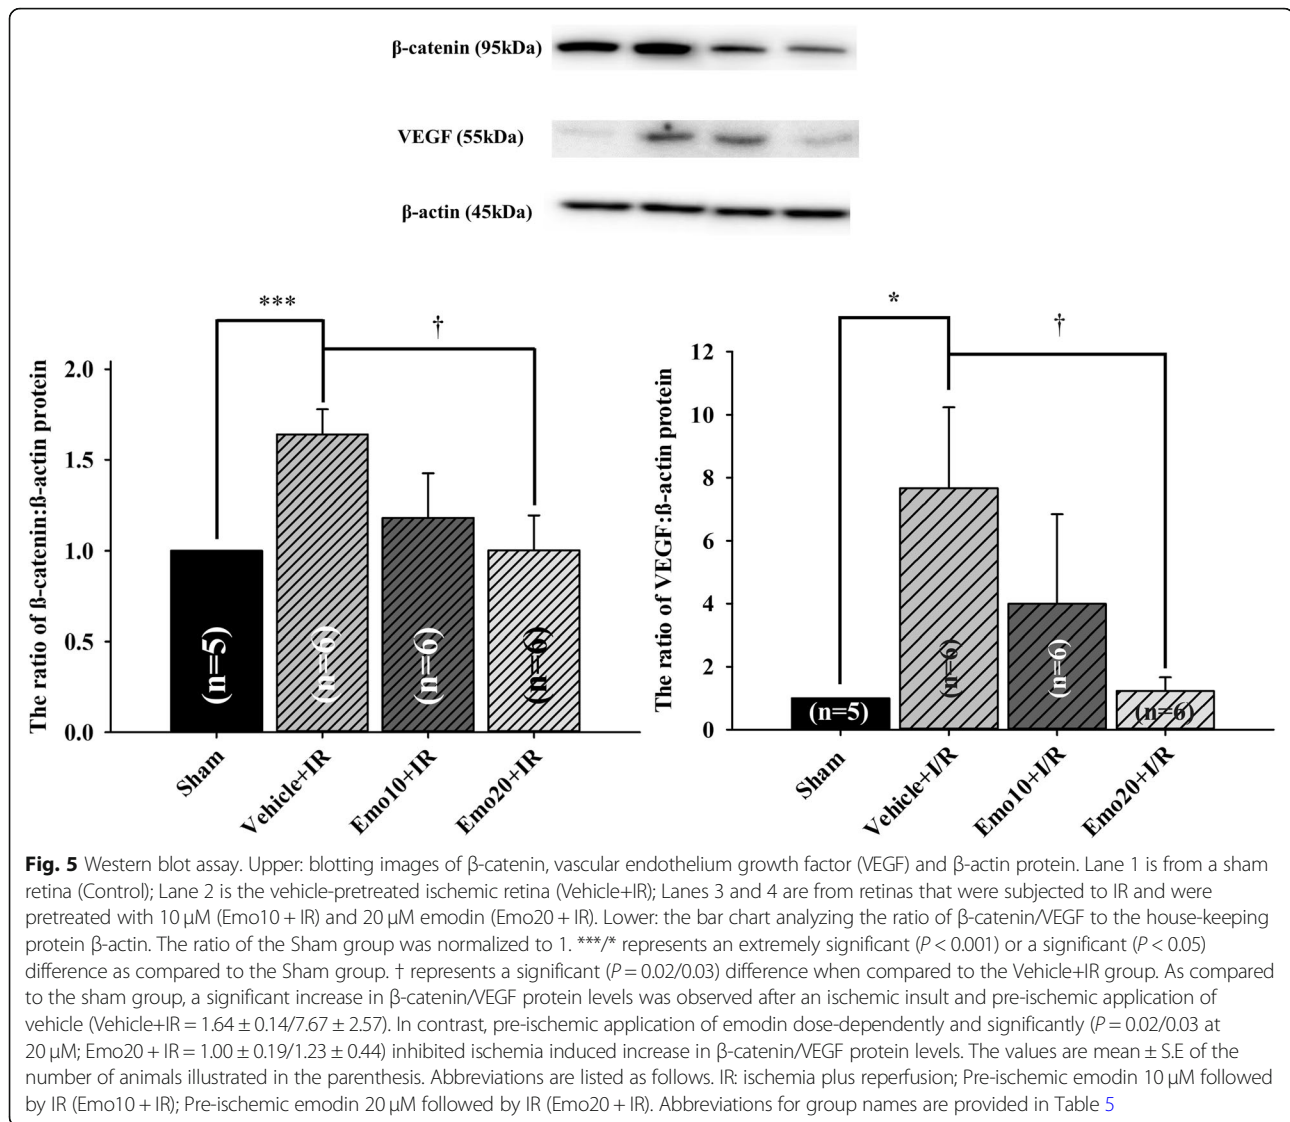 β-catenin (95kDa)
VEGF (55kDa)
β-actin (45kDa)
***
†
The ratio of ß-catenin:ß-actin protein
2.0
1.5
1.0
0.5
0.0
(n=5)
(n=6)
(n=6)
(n=6)
Sham
Vehicle+IR
Emo10+IR
Emo20+IR
*
†
The ratio of VEGF:ß-actin protein
12
10
8
6
4
2
0
(n=5)
(n=6)
(n=6)
(n=6)
Sham
Vehicle+I/R
Emo10+I/R
Emo20+I/R
Fig. 5 Western blot assay. Upper: blotting images of β-catenin, vascular endothelium growth factor (VEGF) and β-actin protein. Lane 1 is from a sham
retina (Control); Lane 2 is the vehicle-pretreated ischemic retina (Vehicle+IR); Lanes 3 and 4 are from retinas that were subjected to IR and were
pretreated with 10 μM (Emo10 + IR) and 20 μM emodin (Emo20 + IR). Lower: the bar chart analyzing the ratio of β-catenin/VEGF to the house-keeping
protein β-actin. The ratio of the Sham group was normalized to 1. ***/* represents an extremely significant (P < 0.001) or a significant (P < 0.05)
difference as compared to the Sham group. † represents a significant (P = 0.02/0.03) difference when compared to the Vehicle+IR group. As compared
to the sham group, a significant increase in β-catenin/VEGF protein levels was observed after an ischemic insult and pre-ischemic application of
vehicle (Vehicle+IR = 1.64 ± 0.14/7.67 ± 2.57). In contrast, pre-ischemic application of emodin dose-dependently and significantly (P = 0.02/0.03 at
20 μM; Emo20 + IR = 1.00 ± 0.19/1.23 ± 0.44) inhibited ischemia induced increase in β-catenin/VEGF protein levels. The values are mean ± S.E of the
number of animals illustrated in the parenthesis. Abbreviations are listed as follows. IR: ischemia plus reperfusion; Pre-ischemic emodin 10 μM followed
by IR (Emo10 + IR); Pre-ischemic emodin 20 μM followed by IR (Emo20 + IR). Abbreviations for group names are provided in Table 5